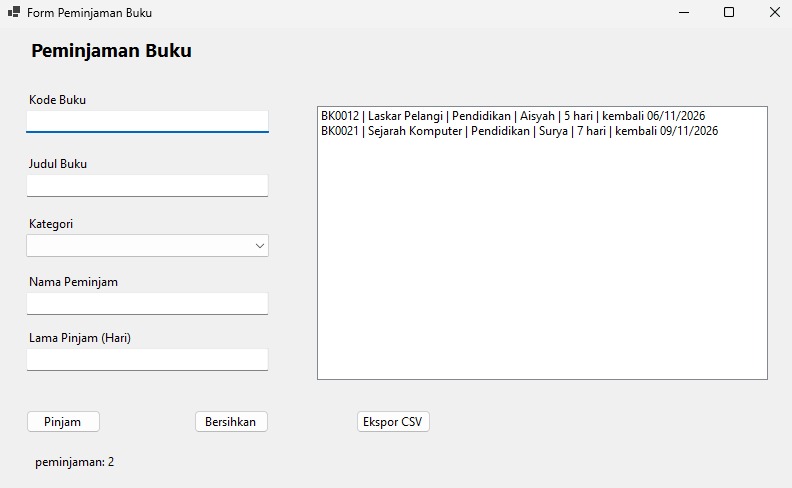 Form Peminjaman Buku
Peminjaman Buku
Kode Buku
Judul Buku
Kategori
Nama Peminjam
Lama Pinjam (Hari)
BK0012 | Laskar Pelangi | Pendidikan | Aisyah | 5 hari | kembali 06/11/2026
BK0021 | Sejarah Komputer | Pendidikan | Surya | 7 hari | kembali 09/11/2026
Pinjam
Bersihkan
Ekspor CSV
peminjaman: 2